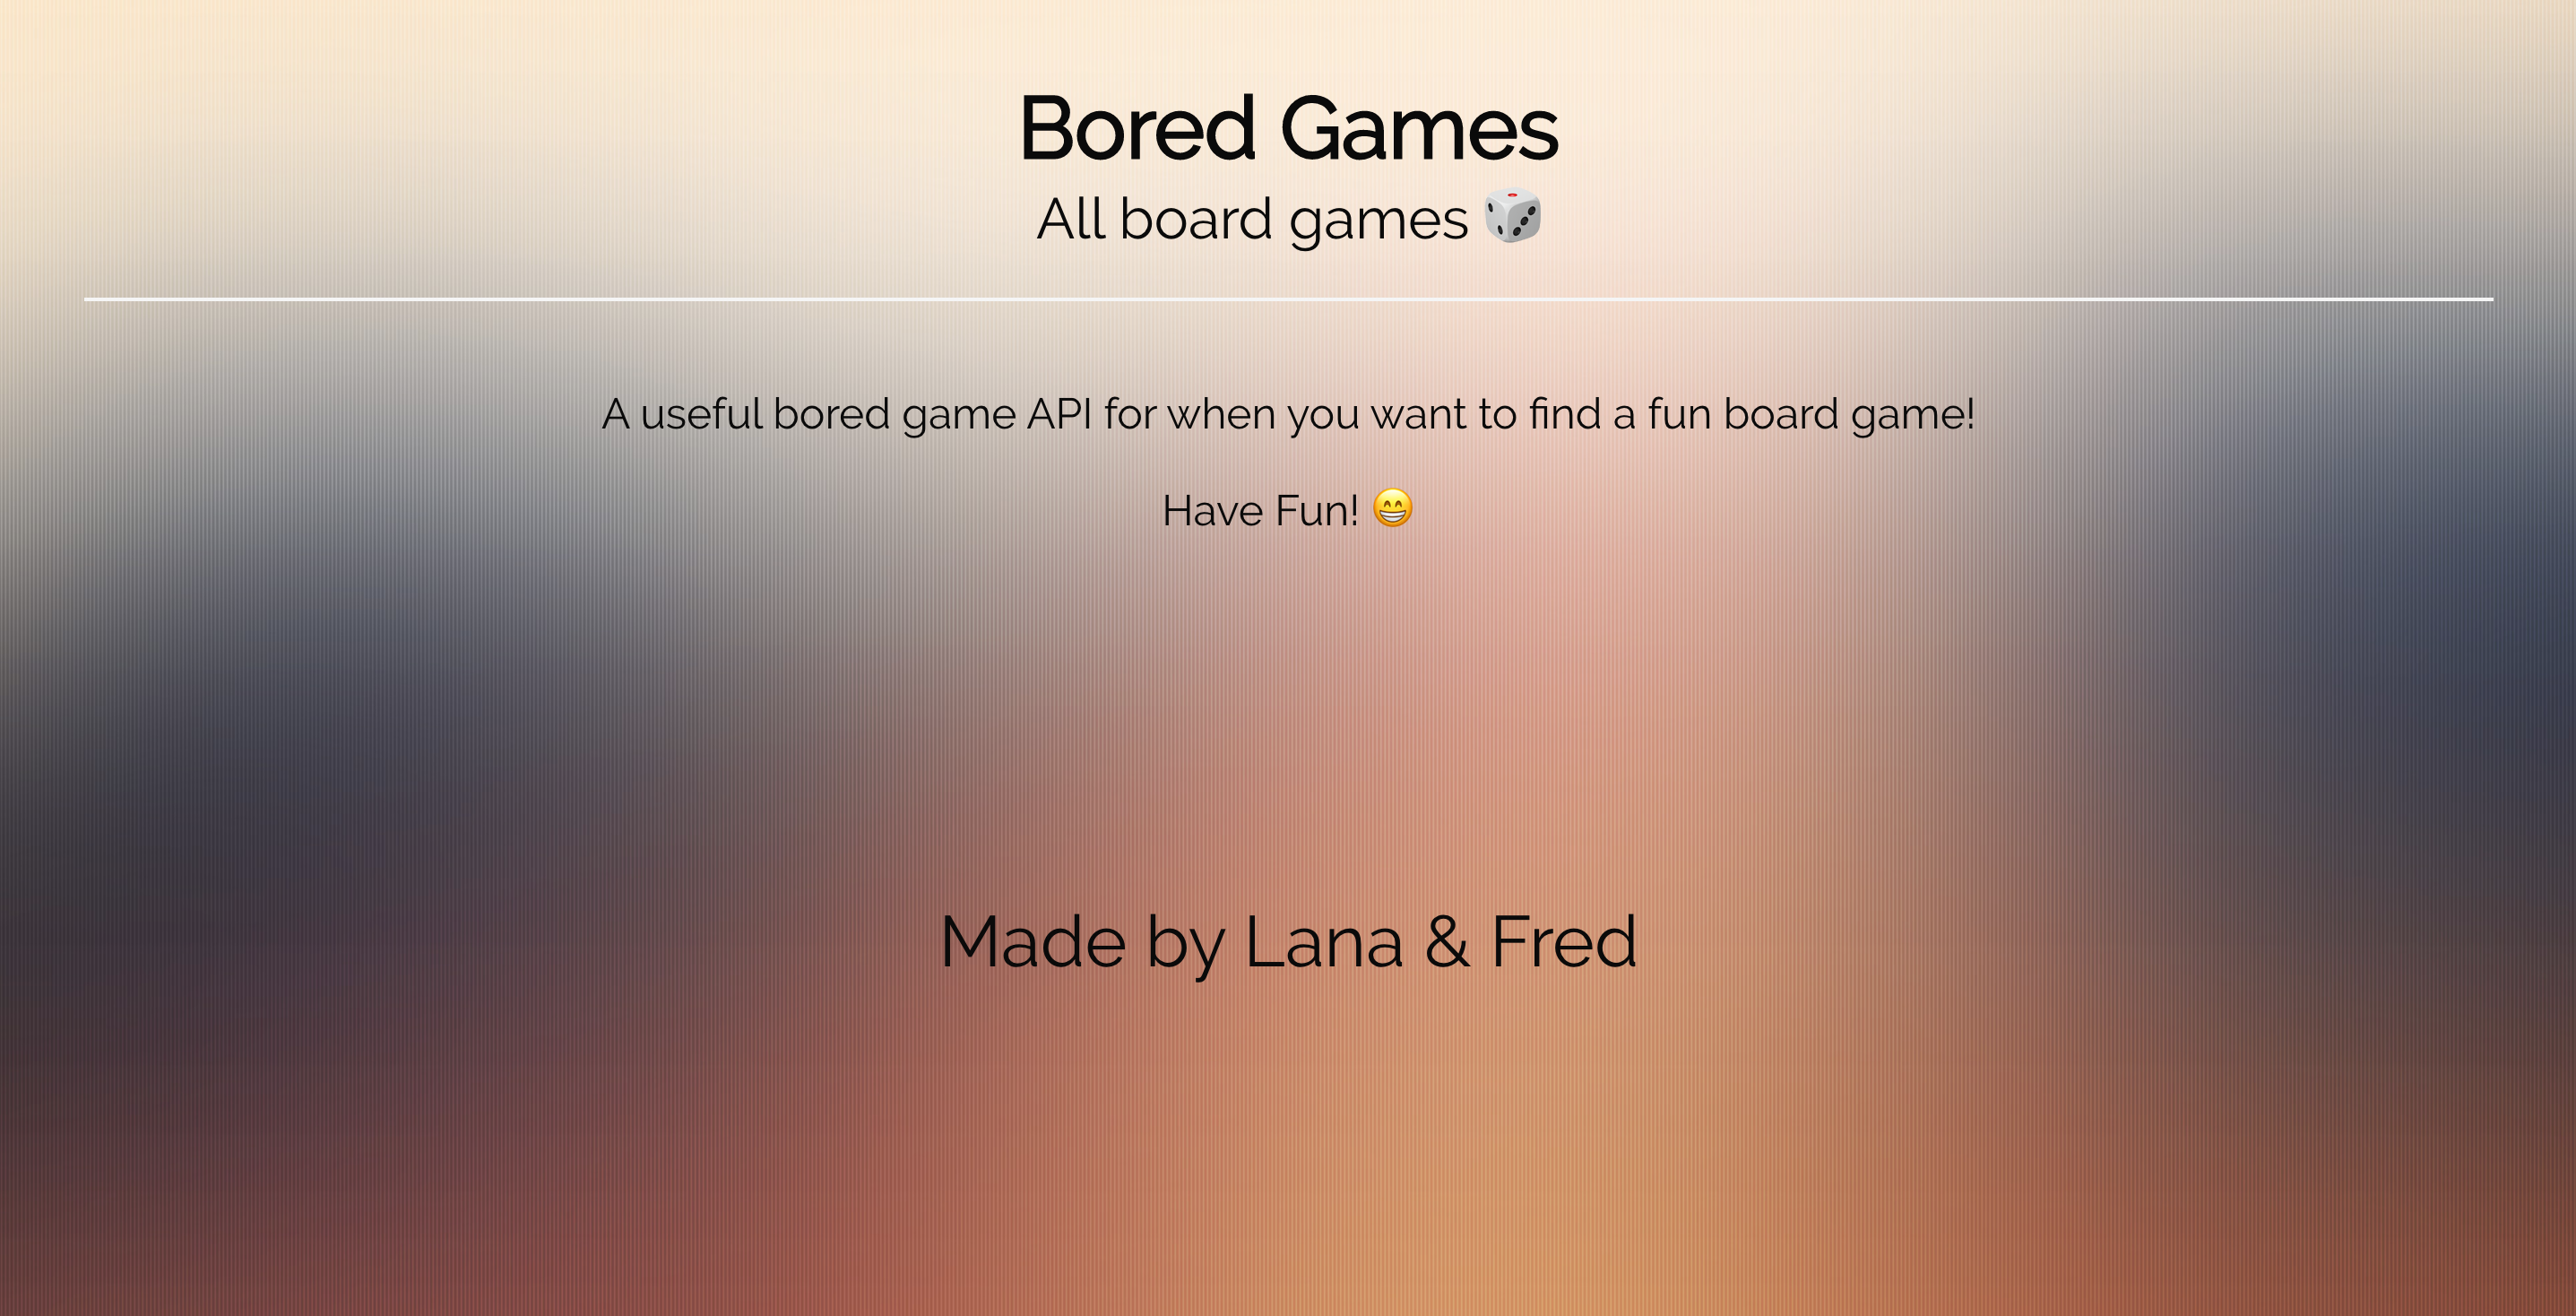 Bored Games
All board games 🎲
A useful bored game API for when you want to find a fun board game!
Have Fun! 😁
Made by Lana & Fred